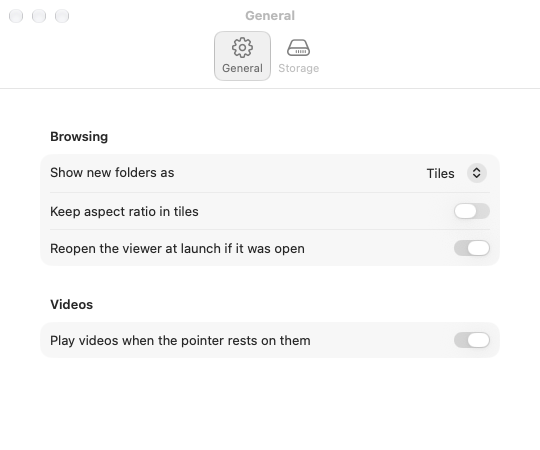 General
General
Storage
Browsing
Show new folders as
Tiles
Keep aspect ratio in tiles
Reopen the viewer at launch if it was open
Videos
Play videos when the pointer rests on them